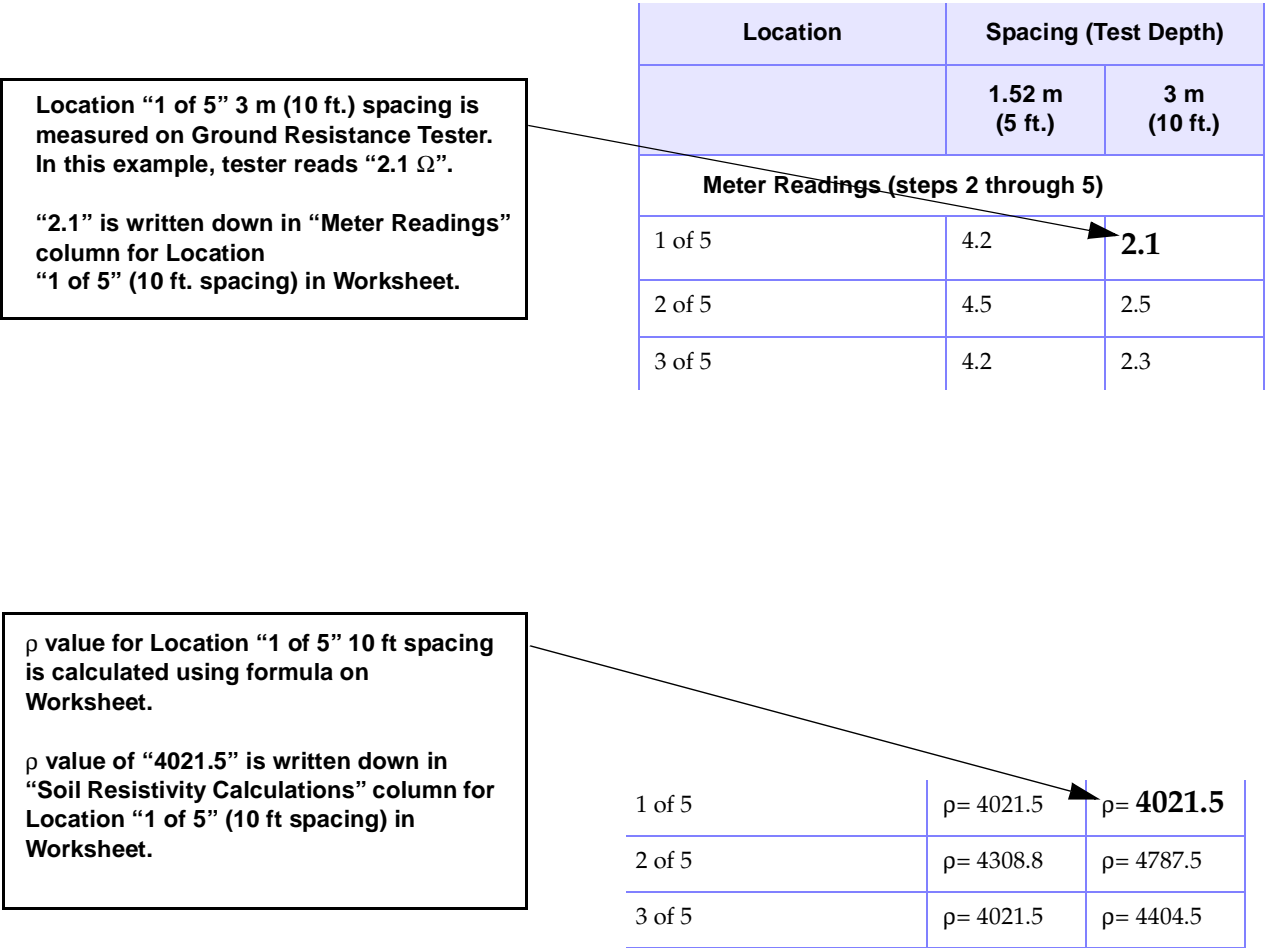 Location Spacing (Test Depth)
1.52 m (5 ft.) 3 m (10 ft.)
Location “1 of 5” 3 m (10 ft.) spacing is
measured on Ground Resistance Tester.
In this example, tester reads “2.1 Ω”.
“2.1” is written down in “Meter Readings”
column for Location
“1 of 5” (10 ft. spacing) in Worksheet.
Meter Readings (steps 2 through 5)
1 of 5 4.2 2.1
2 of 5 4.5 2.5
3 of 5 4.2 2.3
ρ value for Location “1 of 5” 10 ft spacing
is calculated using formula on
Worksheet.
ρ value of “4021.5” is written down in
“Soil Resistivity Calculations” column for
Location “1 of 5” (10 ft spacing) in
Worksheet.
1 of 5 ρ= 4021.5 ρ= 4021.5
2 of 5 ρ= 4308.8 ρ= 4787.5
3 of 5 ρ= 4021.5 ρ= 4404.5